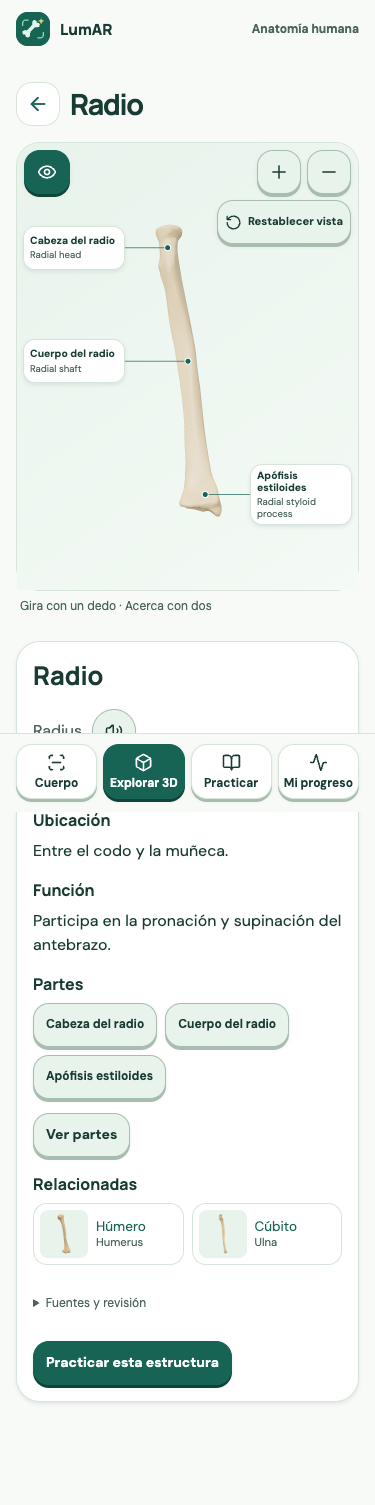 LumAR
Anatomía humana
Radio
Restablecer vista
Cabeza del radio
Radial head
Cuerpo del radio
Radial shaft
Apófisis
estiloides
Radial styloid
process
Gira con un dedo · Acerca con dos
Radio
Radius
Cuerpo
Explorar 3D
Practicar
Mi progreso
Ubicación
Entre el codo y la muñeca.
Función
Participa en la pronación y supinación del
antebrazo.
Partes
Cabeza del radio
Cuerpo del radio
Apófisis estiloides
Ver partes
Relacionadas
Húmero
Humerus
Cúbito
Ulna
Fuentes y revisión
Practicar esta estructura